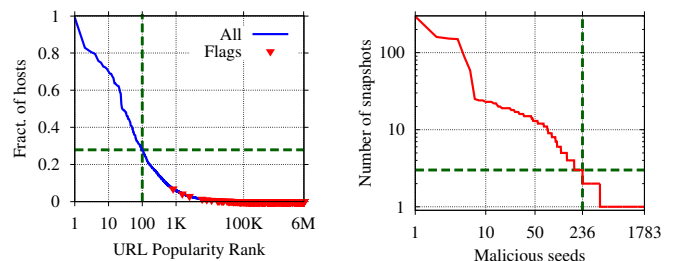 1
0.8
0.6
0.4
0.2
0
Fract. of hosts
All
Flags
1 10 100 1K 100K 6M
URL Popularity Rank
100
10
1
Number of snapshots
1 10 50 236 1783
Malicious seeds